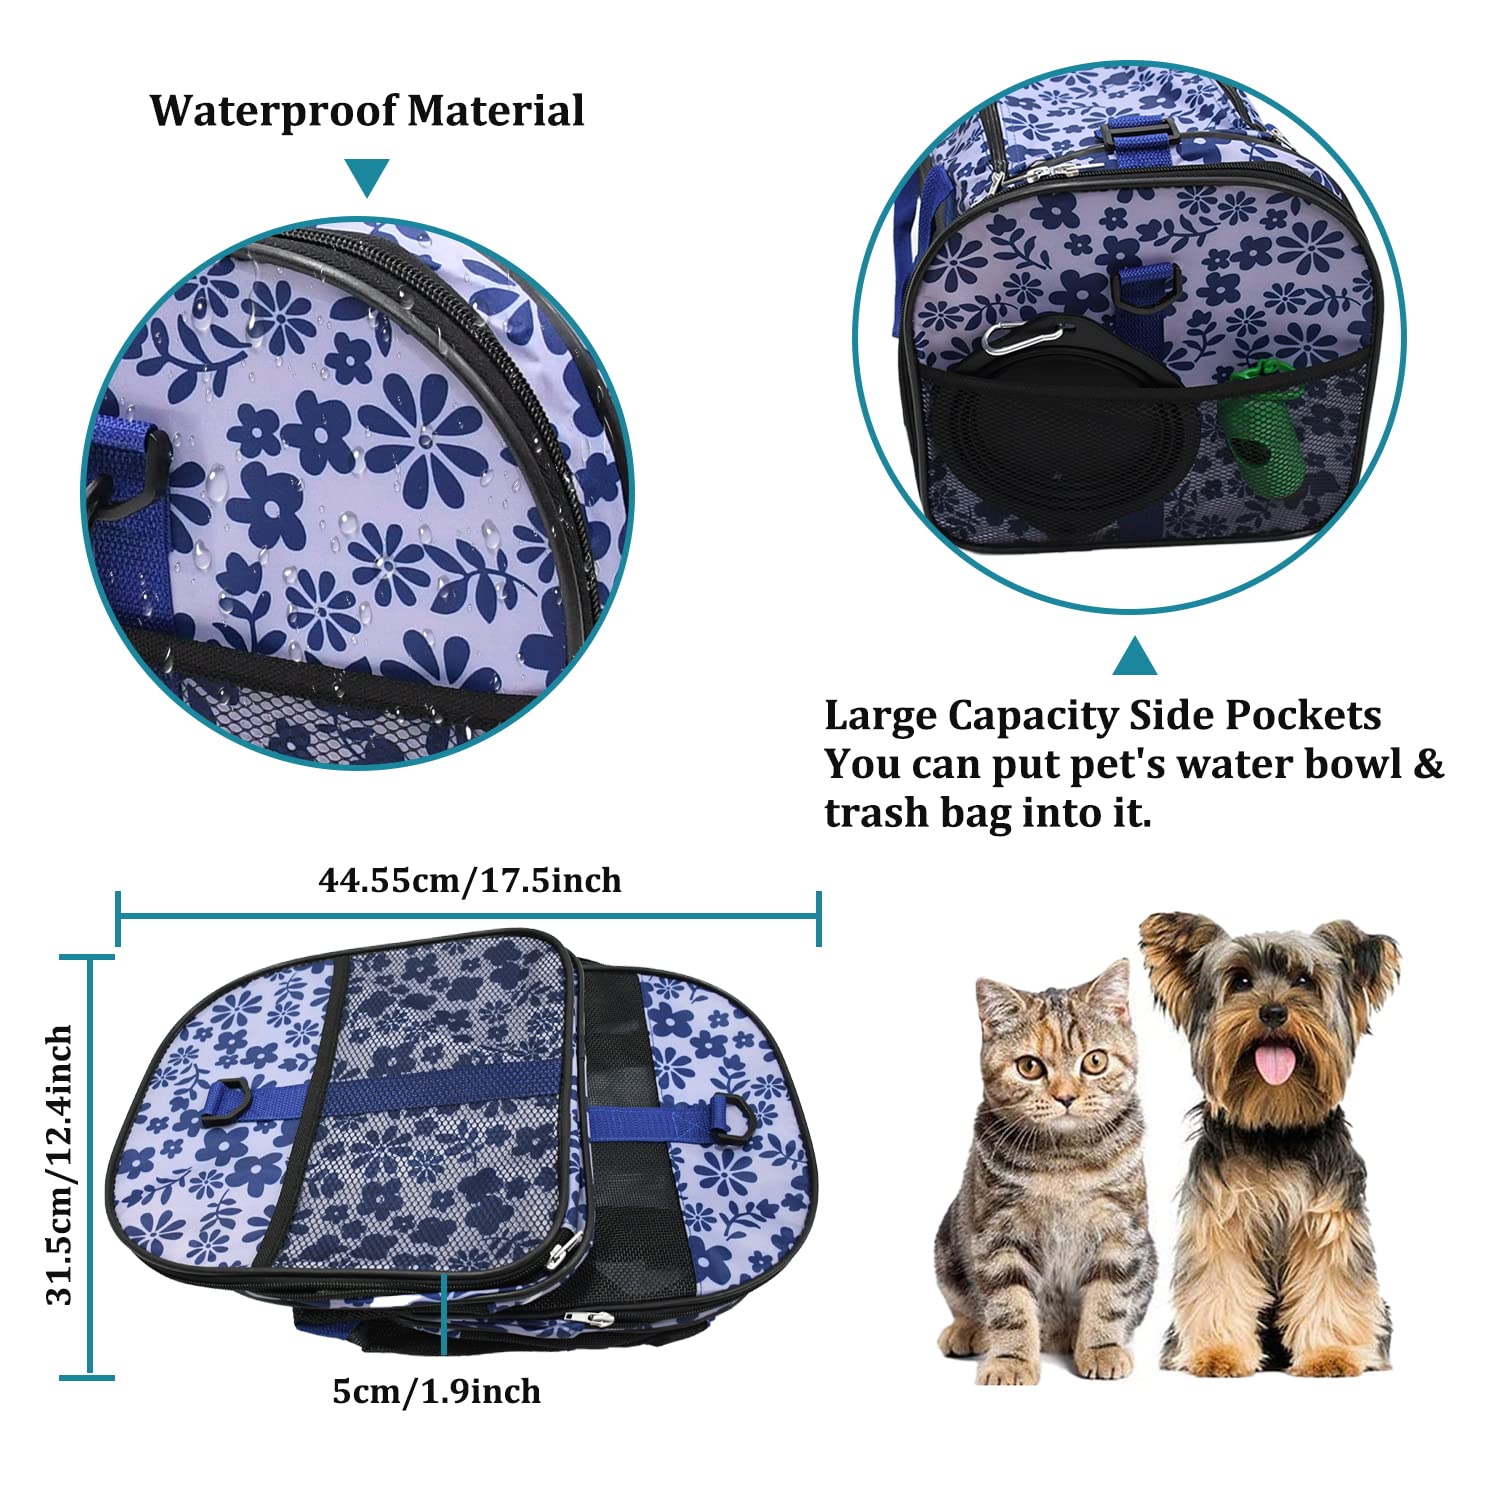 Waterproof Material
Large Capacity Side Pockets
You can put pet's water bowl &
trash bag into it.
44.55cm/17.5inch
31.5cm/12.4inch
5cm/1.9inch